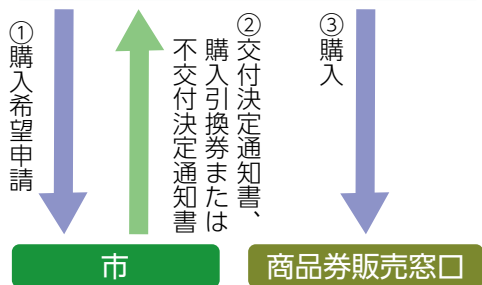 ①購入希望申請
②交付決定通知書、
購入引換券または
不交付決定通知書
③購入
市
商品券販売窓口